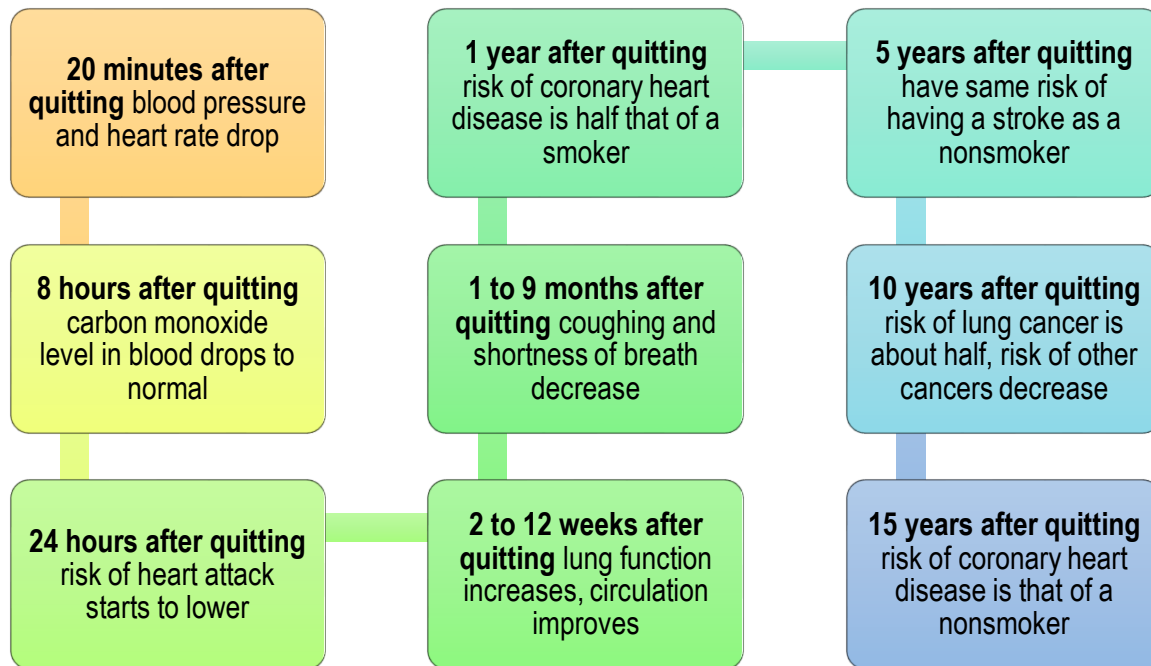 20 minutes after
quitting blood pressure
and heart rate drop
8 hours after quitting
carbon monoxide
level in blood drops to
normal
24 hours after quitting
risk of heart attack
starts to lower
2 to 12 weeks after
quitting lung function
increases, circulation
improves
1 to 9 months after
quitting coughing and
shortness of breath
decrease
1 year after quitting
risk of coronary heart
disease is half that of a
smoker
5 years after quitting
have same risk of
having a stroke as a
nonsmoker
10 years after quitting
risk of lung cancer is
about half, risk of other
cancers decrease
15 years after quitting
risk of coronary heart
disease is that of a
nonsmoker